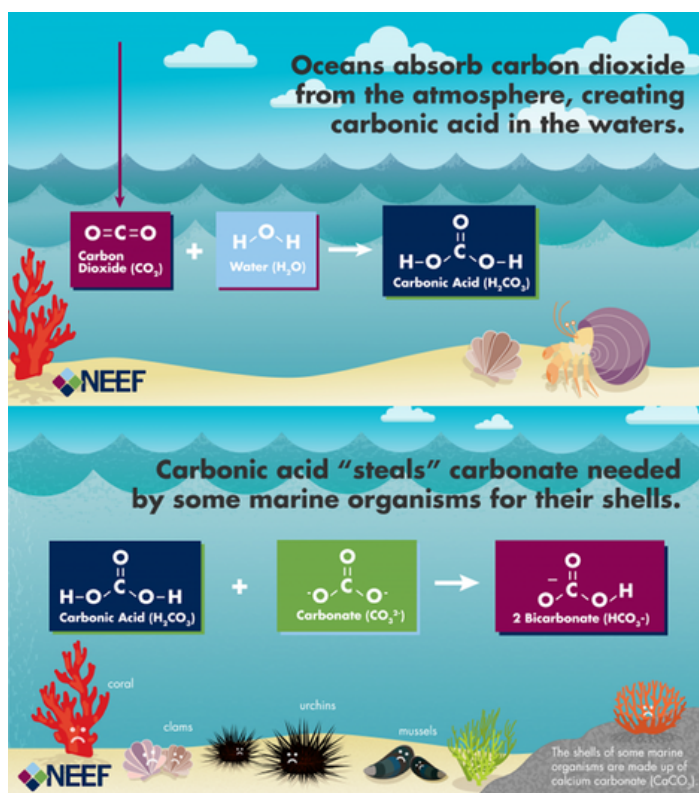 Oceans absorb carbon dioxide
from the atmosphere, creating
carbonic acid in the waters.
O=C=O
Carbon
Dioxide (CO₂)
+
H O H
Water (H₂O)
O
C
H-O O-H
Carbonic Acid (H₂CO₃)
NEEF
Carbonic acid “steals” carbonate needed
by some marine organisms for their shells.
O
C
H-O O-H
Carbonic Acid (H₂CO₃)
+
O
C
-O O-
Carbonate (CO₃²⁻)
O
C
H
O O
2 Bicarbonate (HCO₃-)
coral
clams
urchins
mussels
The shells of some marine
organisms are made up of
calcium carbonate (CaCO₃).
NEEF